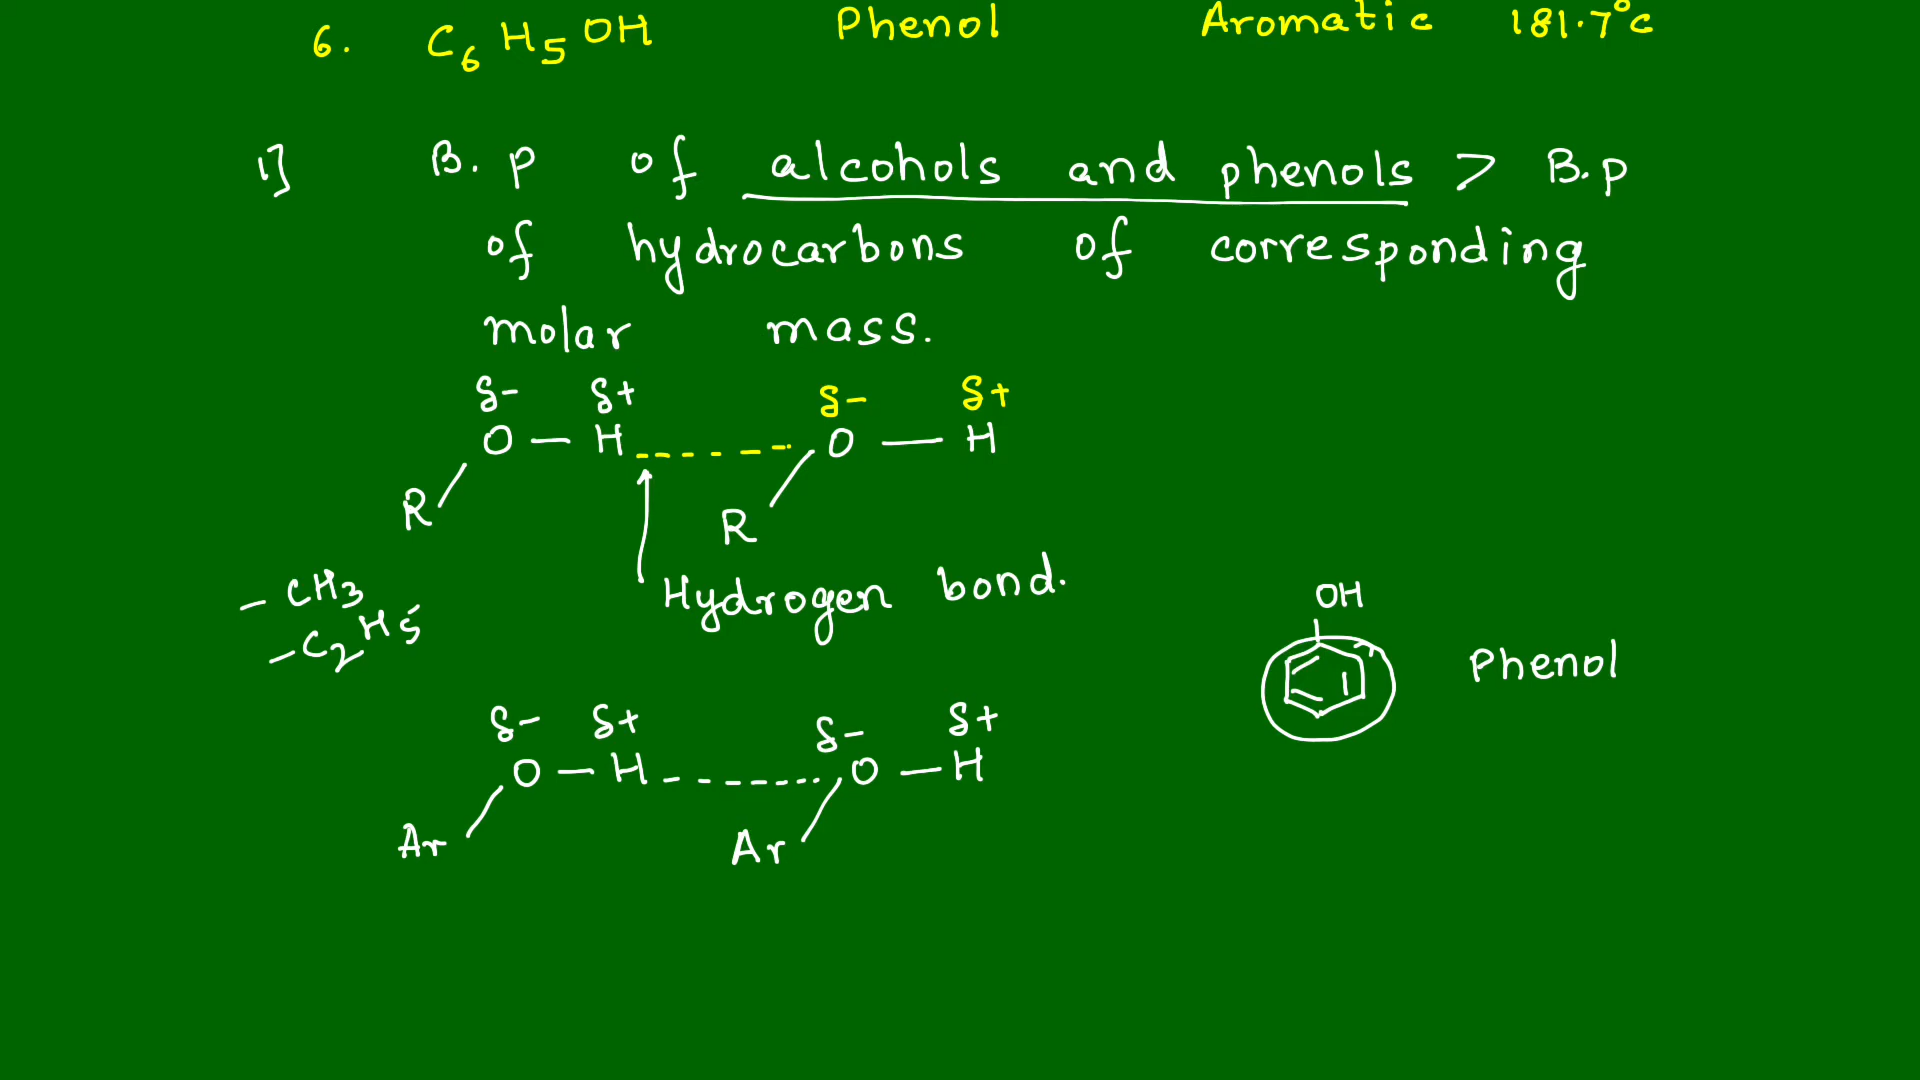 6. C6H5OH Phenol Aromatic 181.7°c
1] B.p of alcohols and phenols > B.p
of hydrocarbons of corresponding
molar mass.
δ- δ+ δ- δ+
O — H ------ O — H
R R
Hydrogen bond.
- CH3
- C2H5
OH
Phenol
δ- δ+ δ- δ+
O — H -------- O — H
Ar Ar